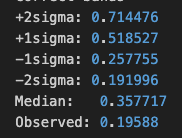 +2sigma: 0.714476
+1sigma: 0.518527
-1sigma: 0.257755
-2sigma: 0.191996
Median: 0.357717
Observed: 0.19588